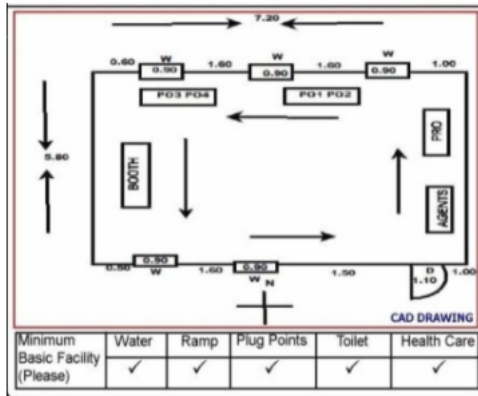 7.20
W W W
0.60 0.90 1.60 0.90 1.60 0.90 1.00
PO3 PO4 PO1 PO2
5.80
BOOTH
PRO
AGENTS
0.50 0.90 1.60 0.90 1.50 D 1.10 1.00
W W
N
CAD DRAWING
Minimum Basic Facility (Please) Water Ramp Plug Points Toilet Health Care
✓ ✓ ✓ ✓ ✓